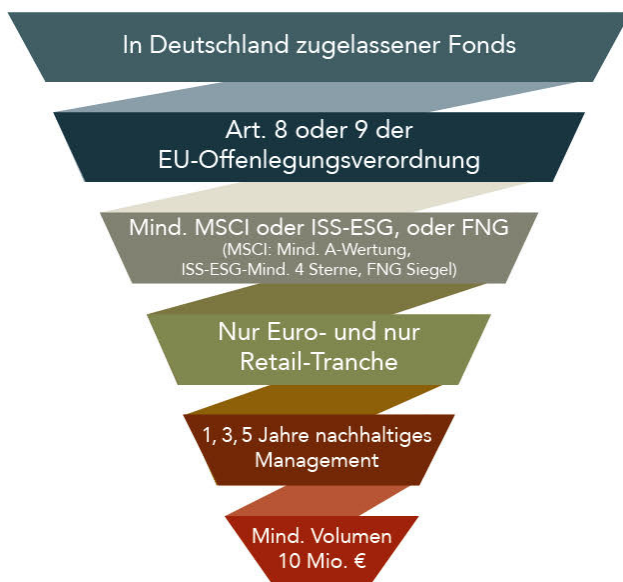 In Deutschland zugelassener Fonds
Art. 8 oder 9 der
EU-Offenlegungsverordnung
Mind. MSCI oder ISS-ESG, oder FNG
(MSCI: Mind. A-Wertung,
ISS-ESG-Mind. 4 Sterne, FNG Siegel)
Nur Euro- und nur
Retail-Tranche
1, 3, 5 Jahre nachhaltiges
Management
Mind. Volumen
10 Mio. €